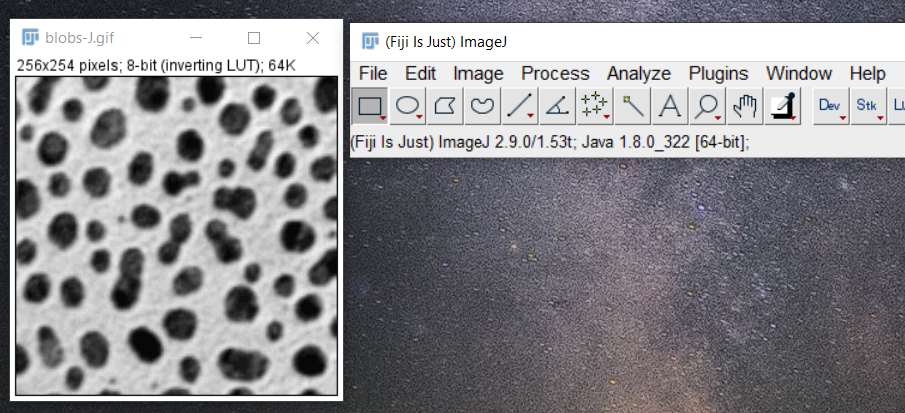 blobs-J.gif
256x254 pixels; 8-bit (inverting LUT); 64K
(Fiji Is Just) ImageJ
File Edit Image Process Analyze Plugins Window Help
Dev Stk
(Fiji Is Just) ImageJ 2.9.0/1.53t; Java 1.8.0_322 [64-bit];